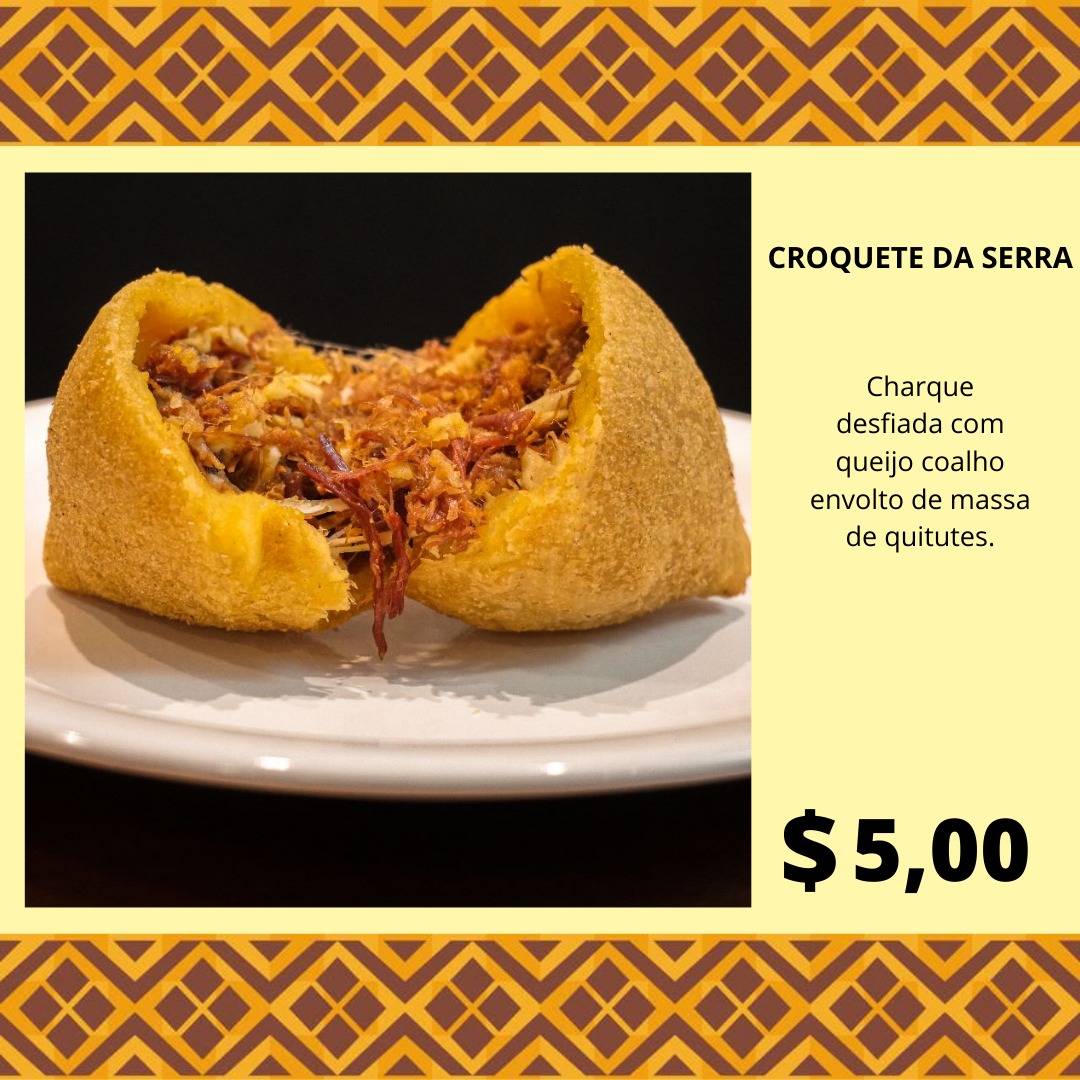 CROQUETE DA SERRA
Charque
desfiada com
queijo coalho
envolto de massa
de quitutes.
$ 5,00